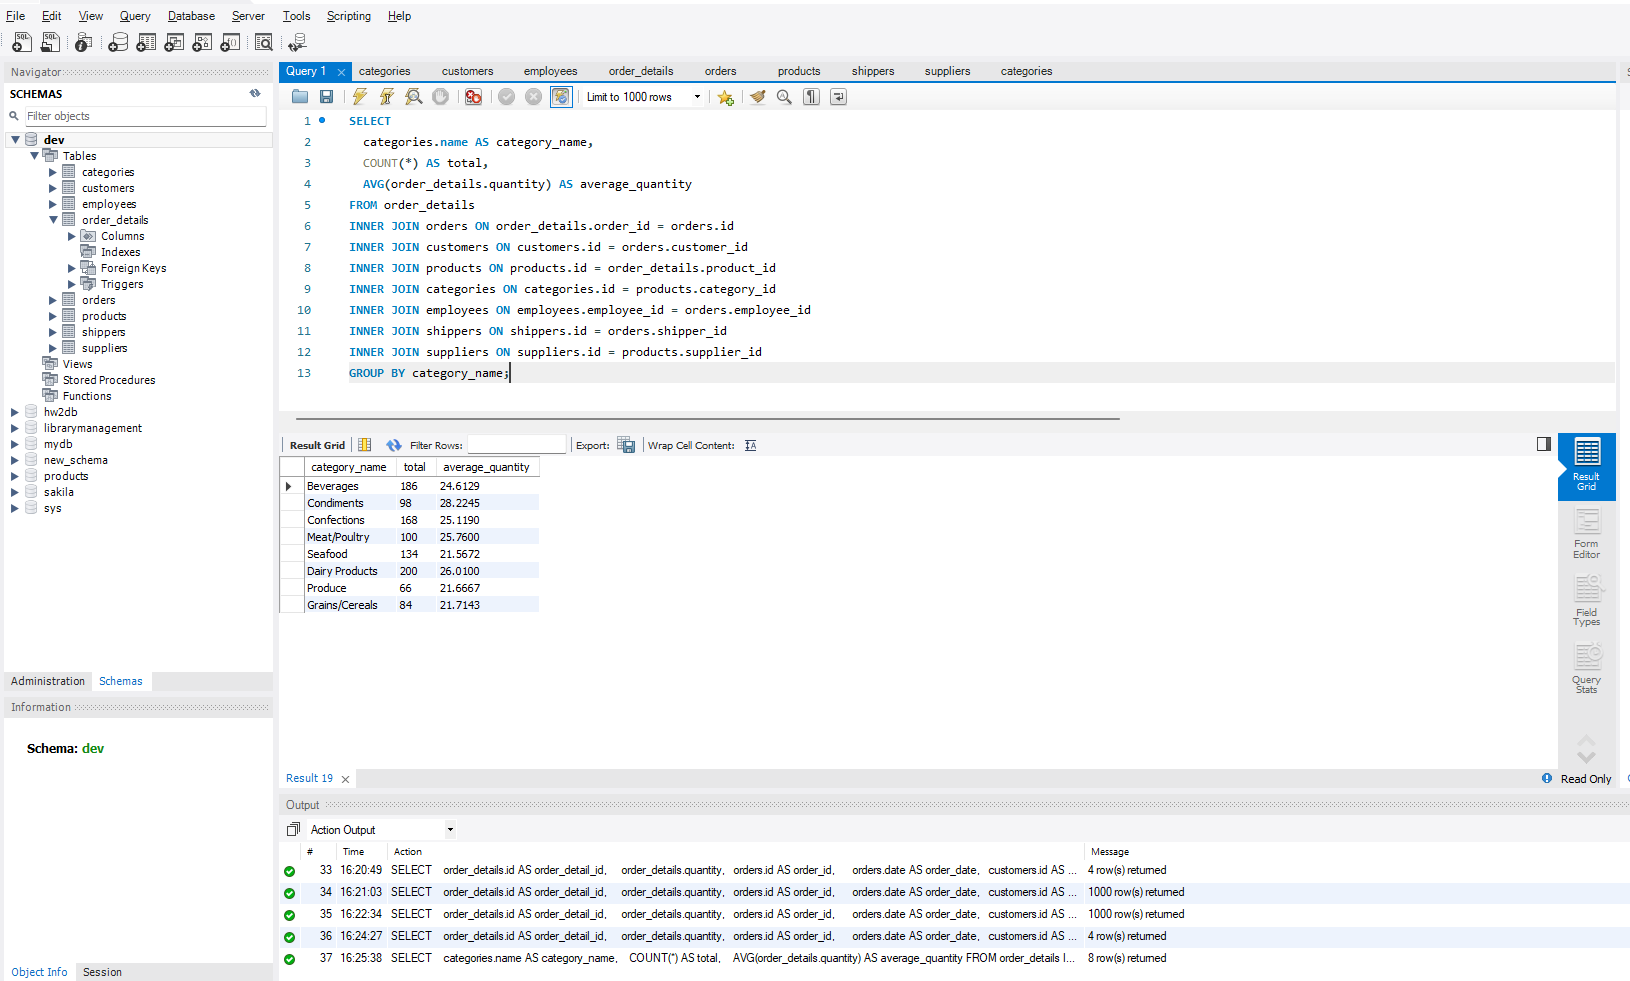 File Edit View Query Database Server Tools Scripting Help
Navigator
SCHEMAS
Filter objects
dev
Tables
categories
customers
employees
order_details
Columns
Indexes
Foreign Keys
Triggers
orders
products
shippers
suppliers
Views
Stored Procedures
Functions
hw2db
librarymanagement
mydb
new_schema
products
sakila
sys
Administration Schemas
Information
Schema: dev
Object Info Session
Query 1 categories customers employees order_details orders products shippers suppliers categories
Limit to 1000 rows
1 SELECT
2 categories.name AS category_name,
3 COUNT(*) AS total,
4 AVG(order_details.quantity) AS average_quantity
5 FROM order_details
6 INNER JOIN orders ON order_details.order_id = orders.id
7 INNER JOIN customers ON customers.id = orders.customer_id
8 INNER JOIN products ON products.id = order_details.product_id
9 INNER JOIN categories ON categories.id = products.category_id
10 INNER JOIN employees ON employees.employee_id = orders.employee_id
11 INNER JOIN shippers ON shippers.id = orders.shipper_id
12 INNER JOIN suppliers ON suppliers.id = products.supplier_id
13 GROUP BY category_name;
Result Grid Filter Rows: Export: Wrap Cell Content:
category_name total average_quantity
Beverages 186 24.6129
Condiments 98 28.2245
Confections 168 25.1190
Meat/Poultry 100 25.7600
Seafood 134 21.5672
Dairy Products 200 26.0100
Produce 66 21.6667
Grains/Cereals 84 21.7143
Result
Grid
Form
Editor
Field
Types
Query
Stats
Result 19 Read Only
Output
Action Output
# Time Action Message
33 16:20:49 SELECT order_details.id AS order_detail_id, order_details.quantity, orders.id AS order_id, orders.date AS order_date, customers.id AS ... 4 row(s) returned
34 16:21:03 SELECT order_details.id AS order_detail_id, order_details.quantity, orders.id AS order_id, orders.date AS order_date, customers.id AS ... 1000 row(s) returned
35 16:22:34 SELECT order_details.id AS order_detail_id, order_details.quantity, orders.id AS order_id, orders.date AS order_date, customers.id AS ... 1000 row(s) returned
36 16:24:27 SELECT order_details.id AS order_detail_id, order_details.quantity, orders.id AS order_id, orders.date AS order_date, customers.id AS ... 4 row(s) returned
37 16:25:38 SELECT categories.name AS category_name, COUNT(*) AS total, AVG(order_details.quantity) AS average_quantity FROM order_details I... 8 row(s) returned